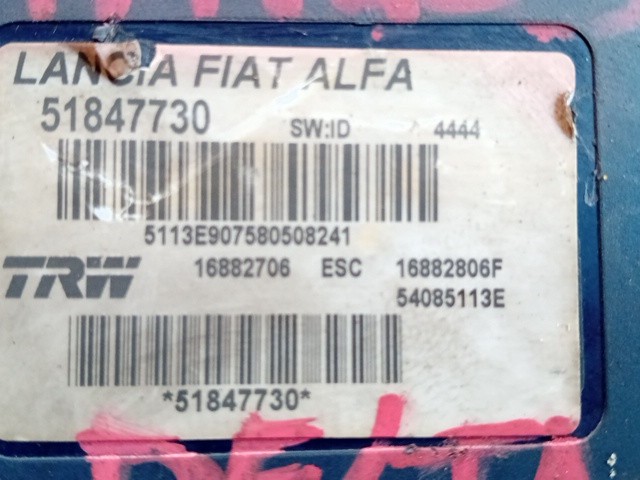 LANCIA FIAT ALFA
51847730 SW:ID 4444
5113E907580508241
TRW 16882706 ESC 16882806F
54085113E
*51847730*